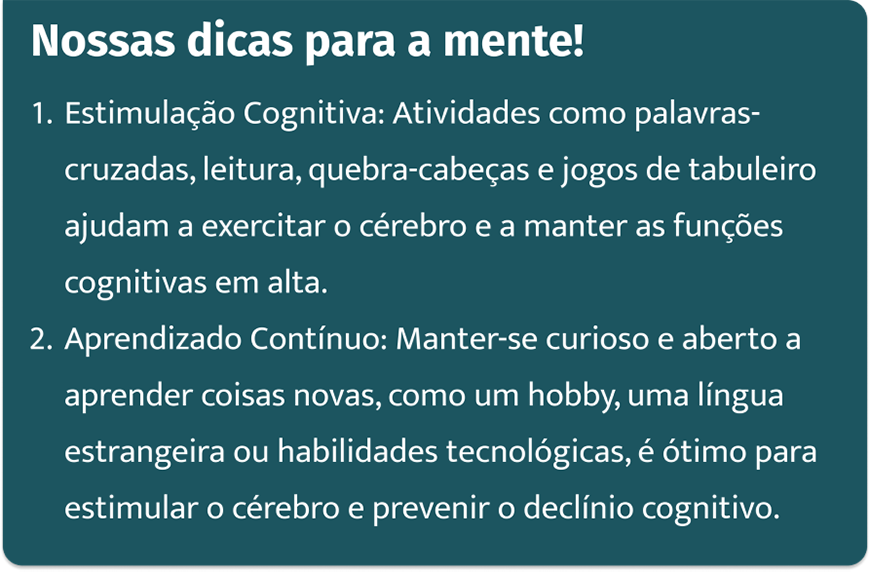 Nossas dicas para a mente!
1. Estimulação Cognitiva: Atividades como palavras-
cruzadas, leitura, quebra-cabeças e jogos de tabuleiro
ajudam a exercitar o cérebro e a manter as funções
cognitivas em alta.
2. Aprendizado Contínuo: Manter-se curioso e aberto a
aprender coisas novas, como um hobby, uma língua
estrangeira ou habilidades tecnológicas, é ótimo para
estimular o cérebro e prevenir o declínio cognitivo.